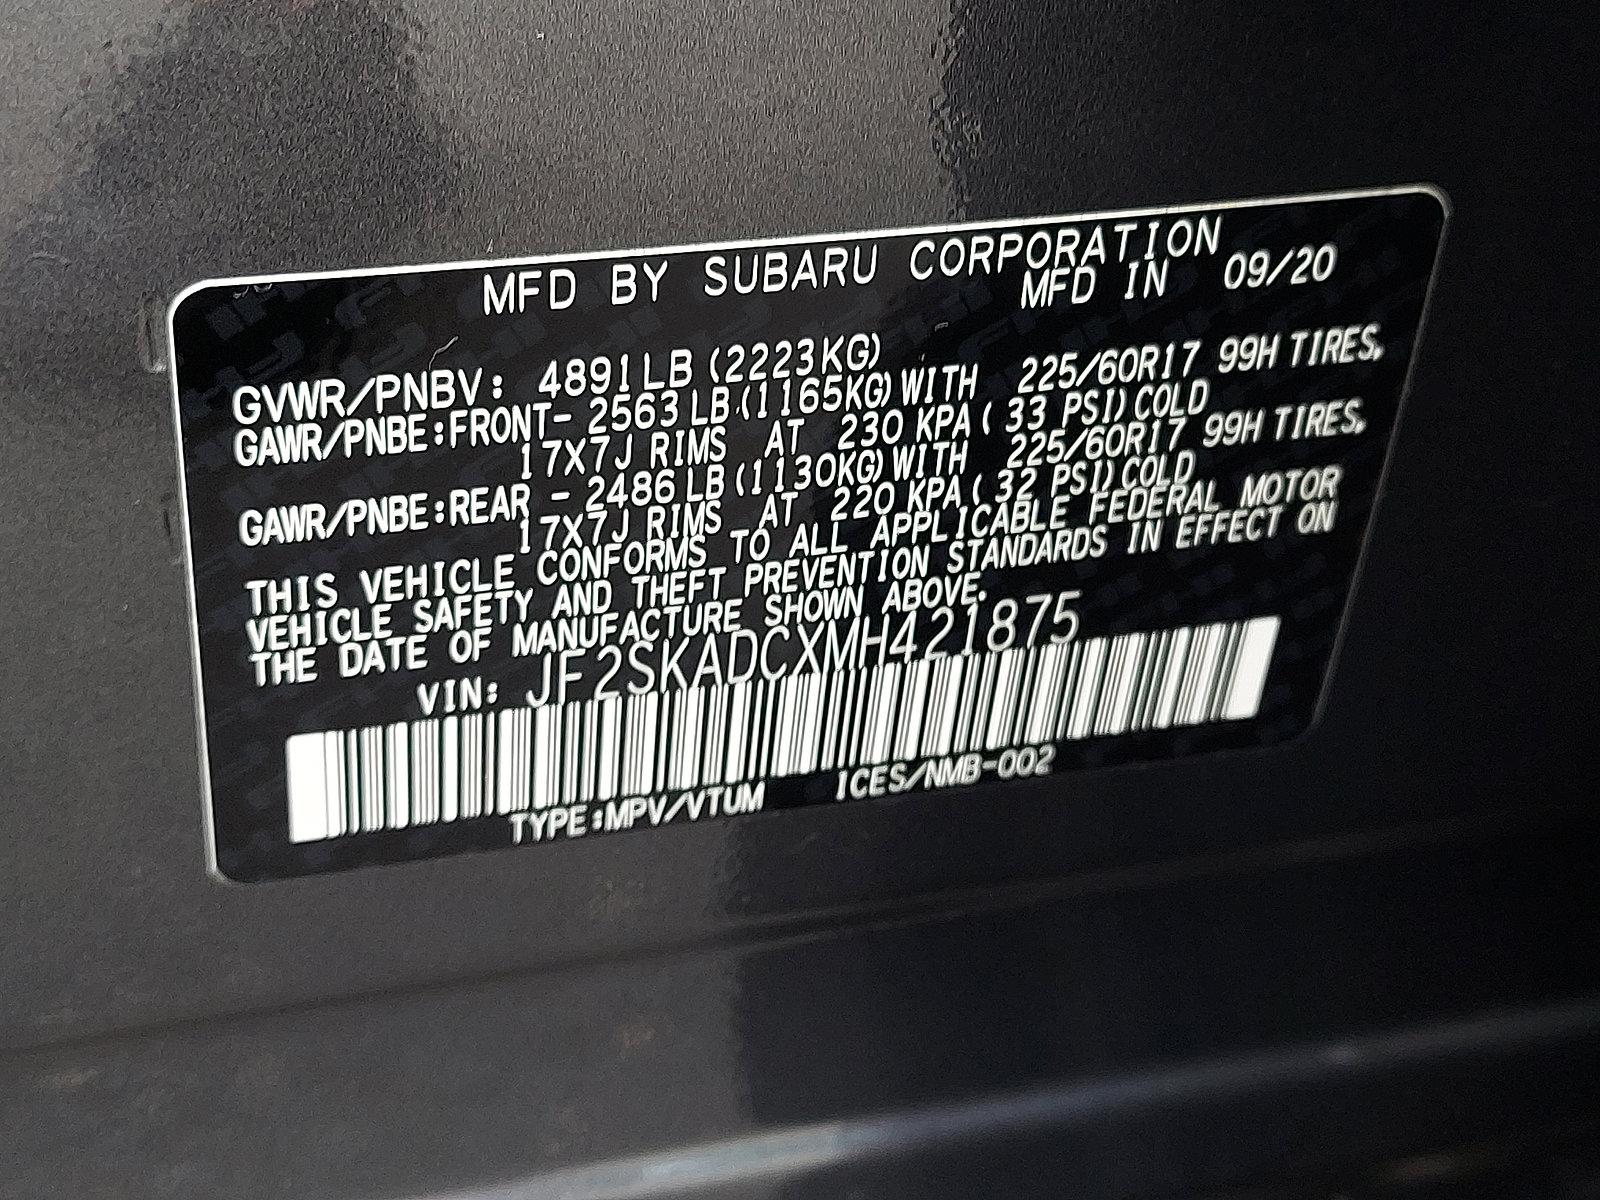 MFD BY SUBARU CORPORATION
MFD IN 09/20
GVWR/PNBV: 4891LB (2223KG)
GAWR/PNBE:FRONT- 2563 LB (1165KG) WITH 225/60R17 99H TIRES,
17X7J RIMS AT 230 KPA ( 33 PSI) COLD
GAWR/PNBE:REAR - 2486 LB (1130KG) WITH 225/60R17 99H TIRES,
17X7J RIMS AT 220 KPA ( 32 PSI) COLD
THIS VEHICLE CONFORMS TO ALL APPLICABLE FEDERAL MOTOR
VEHICLE SAFETY AND THEFT PREVENTION STANDARDS IN EFFECT ON
THE DATE OF MANUFACTURE SHOWN ABOVE.
VIN: JF2SKADCXMH421875
TYPE:MPV/VTUM ICES/NMB-002